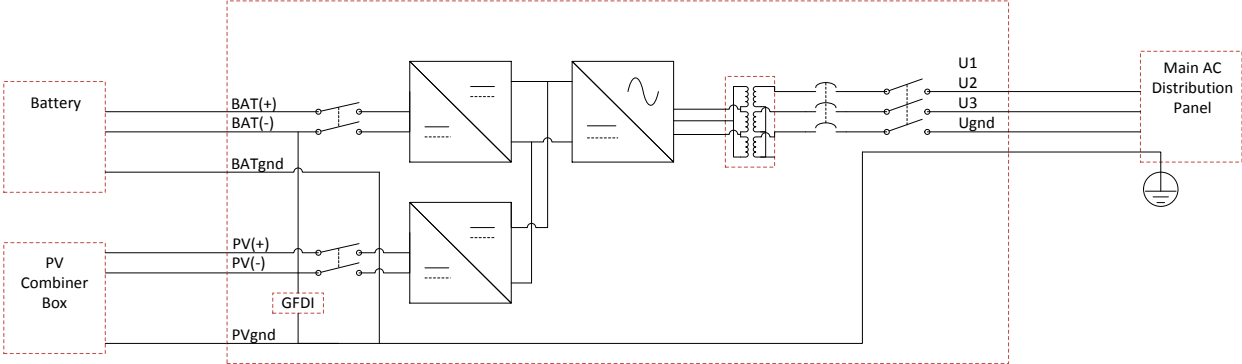 Battery
BAT(+)
BAT(-)
BATgnd
PV
Combiner
Box
PV(+)
PV(-)
GFDI
PVgnd
U1
U2
U3
Ugnd
Main AC
Distribution
Panel